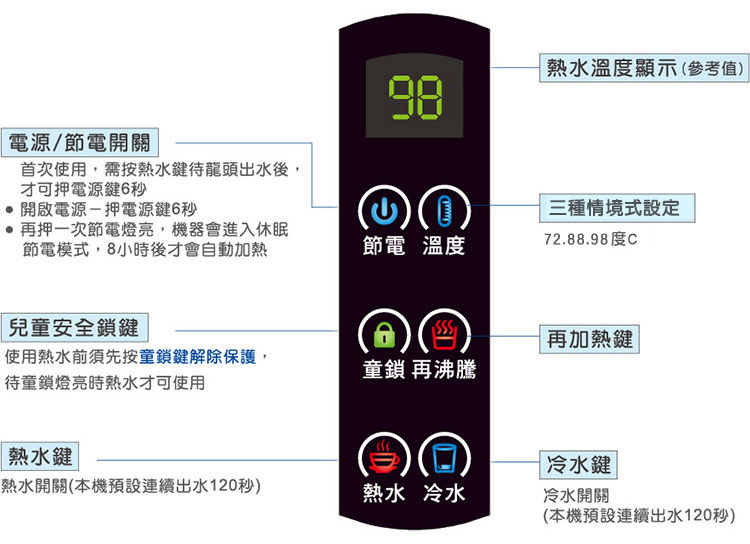 98
熱水溫度顯示(參考值)
電源/節電開關
首次使用,需按熱水鍵待龍頭出水後,
才可押電源鍵6秒
● 開啟電源-押電源鍵6秒
● 再押一次節電燈亮,機器會進入休眠
節電模式,8小時後才會自動加熱
節電 溫度
三種情境式設定
72.88.98度C
兒童安全鎖鍵
使用熱水前須先按童鎖鍵解除保護,
待童鎖燈亮時熱水才可使用
童鎖 再沸騰
再加熱鍵
熱水鍵
熱水開關(本機預設連續出水120秒)
熱水 冷水
冷水鍵
冷水開關
(本機預設連續出水120秒)